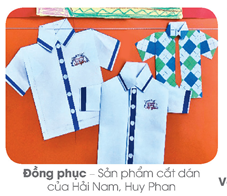 Đồng phục - Sản phẩm cắt dán
của Hải Nam, Huy Phan